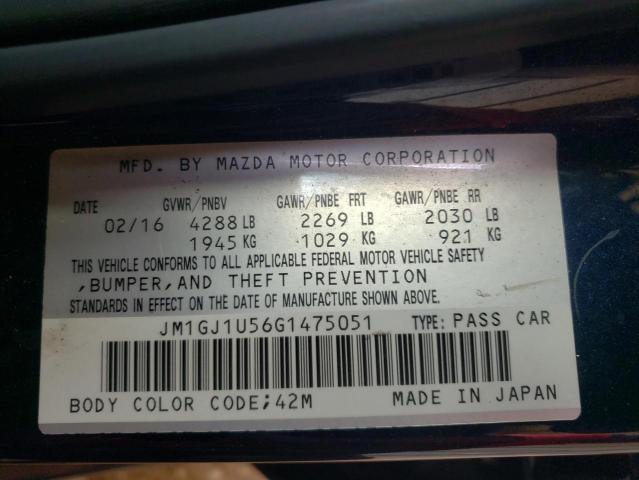 MFD. BY MAZDA MOTOR CORPORATION
DATE GVWR/PNBV GAWR/PNBE FRT GAWR/PNBE RR
02/16 4288 LB 2269 LB 2030 LB
1945 KG 1029 KG 921 KG
THIS VEHICLE CONFORMS TO ALL APPLICABLE FEDERAL MOTOR VEHICLE SAFETY
,BUMPER,AND THEFT PREVENTION
STANDARDS IN EFFECT ON THE DATE OF MANUFACTURE SHOWN ABOVE.
JM1GJ1U56G1475051 TYPE: PASS CAR
BODY COLOR CODE;42M MADE IN JAPAN